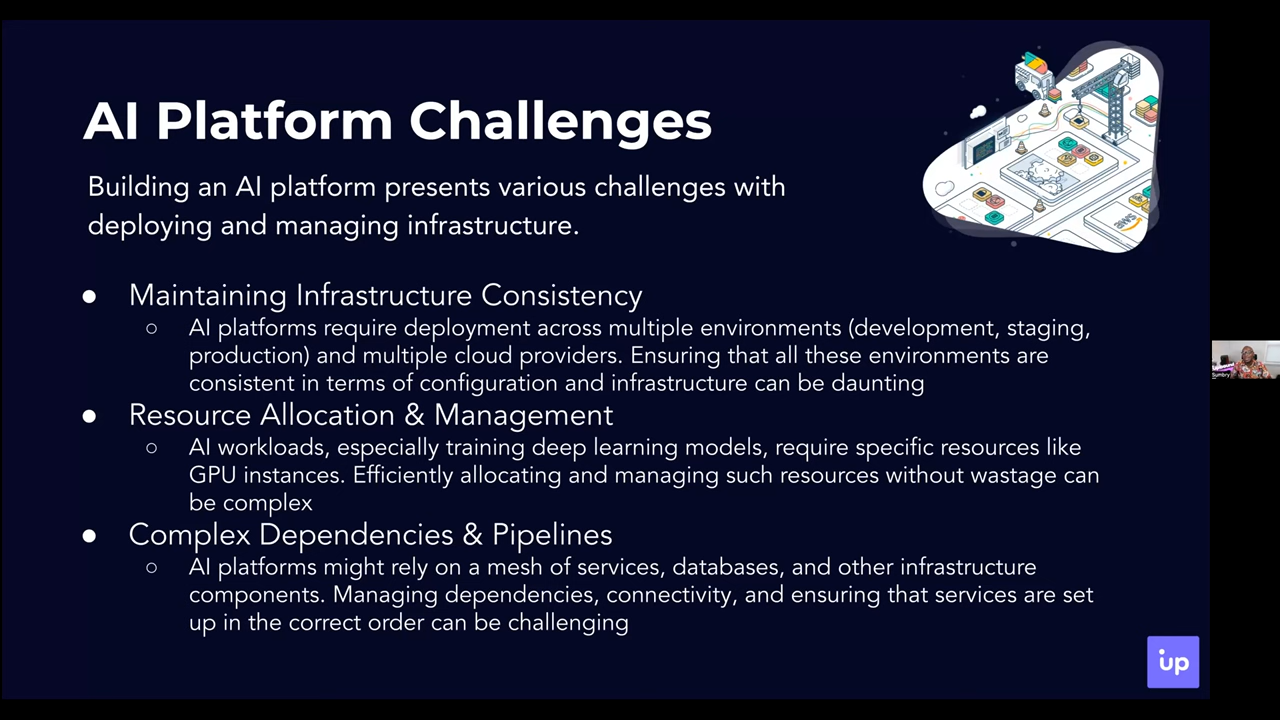 AI Platform Challenges
Building an AI platform presents various challenges with
deploying and managing infrastructure.
● Maintaining Infrastructure Consistency
○ AI platforms require deployment across multiple environments (development, staging,
production) and multiple cloud providers. Ensuring that all these environments are
consistent in terms of configuration and infrastructure can be daunting
● Resource Allocation & Management
○ AI workloads, especially training deep learning models, require specific resources like
GPU instances. Efficiently allocating and managing such resources without wastage can
be complex
● Complex Dependencies & Pipelines
○ AI platforms might rely on a mesh of services, databases, and other infrastructure
components. Managing dependencies, connectivity, and ensuring that services are set
up in the correct order can be challenging
up
Sumbry